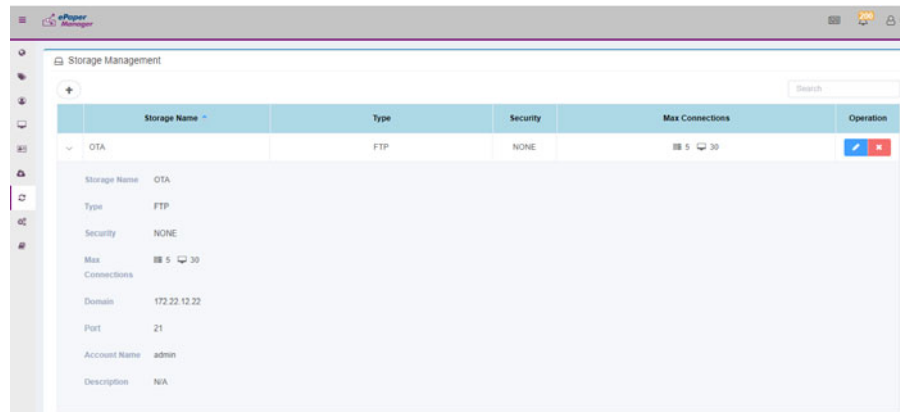 ePaper
Manager
200
Storage Management
+
Search
Storage Name Type Security Max Connections Operation
OTA FTP NONE 5 30
Storage Name OTA
Type FTP
Security NONE
Max 5 30
Connections
Domain 172.22.12.22
Port 21
Account Name admin
Description N/A